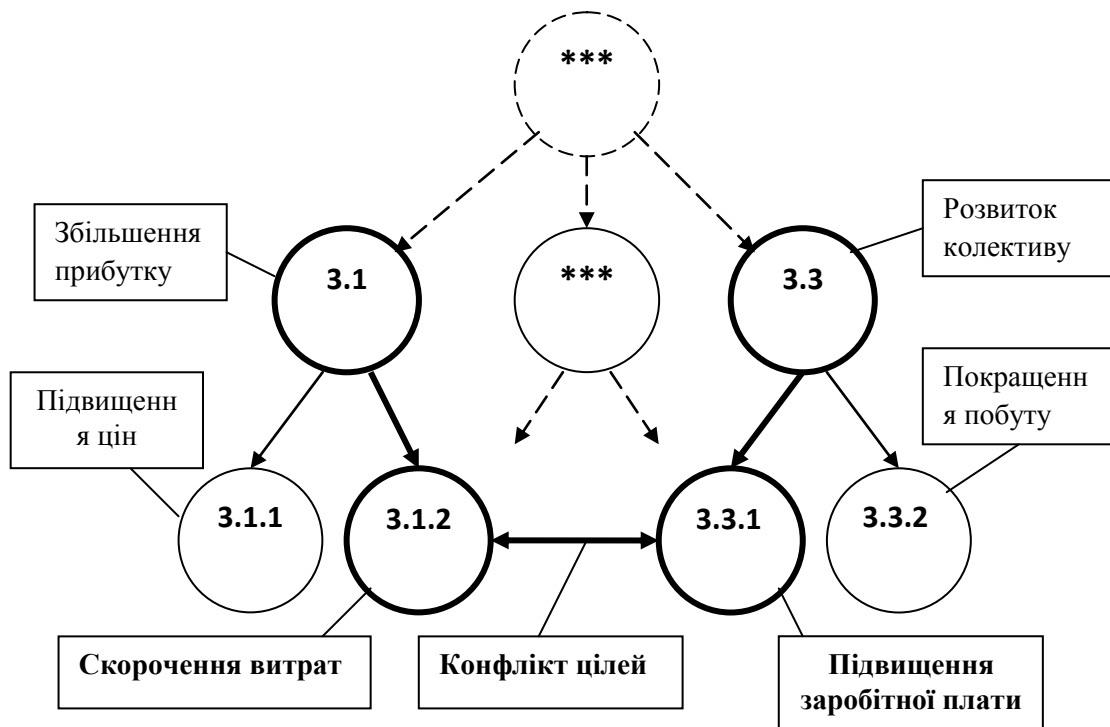 ***
Збільшення
прибутку
3.1
***
3.3
Розвиток
колективу
Підвищенн
я цін
Покращенн
я побуту
3.1.1
3.1.2
3.3.1
3.3.2
Скорочення витрат
Конфлікт цілей
Підвищення
заробітної плати